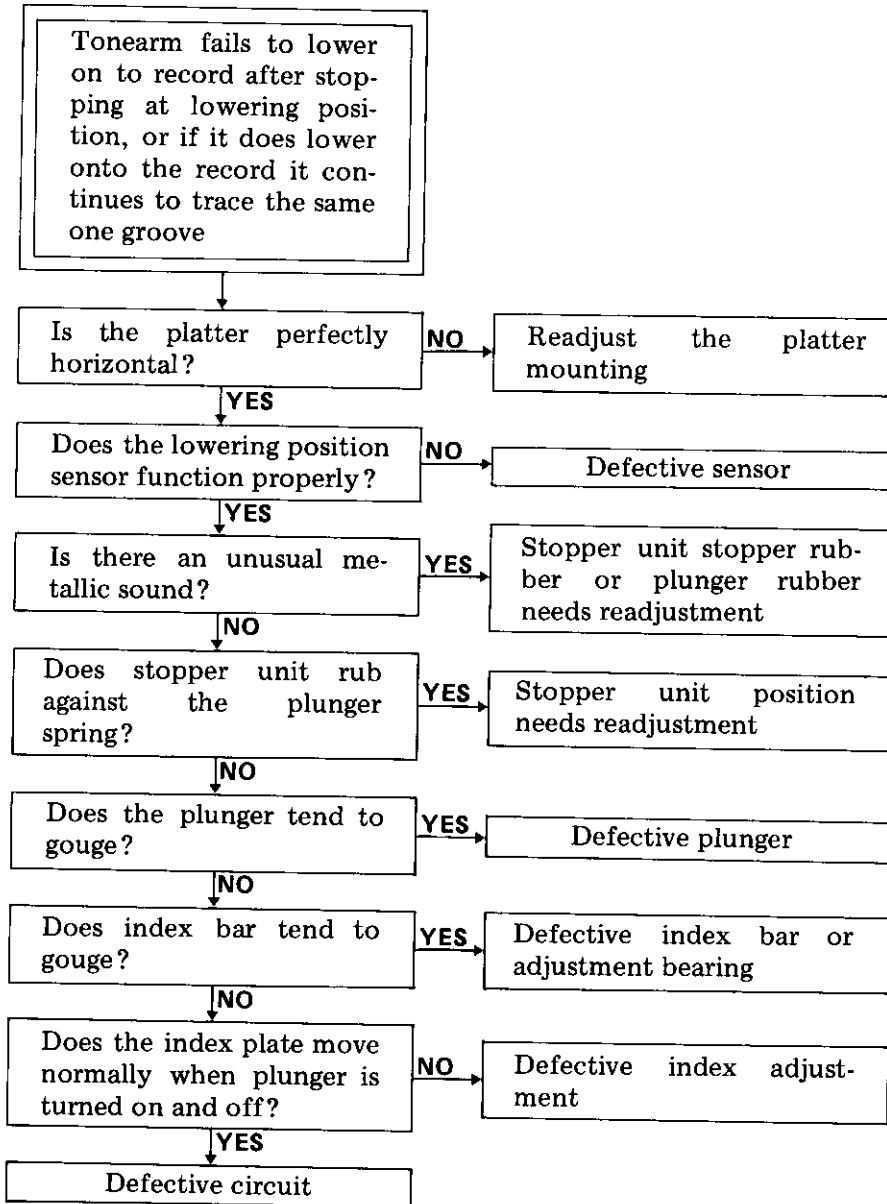 Tonearm fails to lower
on to record after stop-
ping at lowering posi-
tion, or if it does lower
onto the record it con-
tinues to trace the same
one groove
Is the platter perfectly
horizontal?
NO
Readjust the platter
mounting
YES
Does the lowering position
sensor function properly?
NO
Defective sensor
YES
Is there an unusual me-
tallic sound?
YES
Stopper unit stopper rub-
ber or plunger rubber
needs readjustment
NO
Does stopper unit rub
against the plunger
spring?
YES
Stopper unit position
needs readjustment
NO
Does the plunger tend to
gouge?
YES
Defective plunger
NO
Does index bar tend to
gouge?
YES
Defective index bar or
adjustment bearing
NO
Does the index plate move
normally when plunger is
turned on and off?
NO
Defective index adjust-
ment
YES
Defective circuit